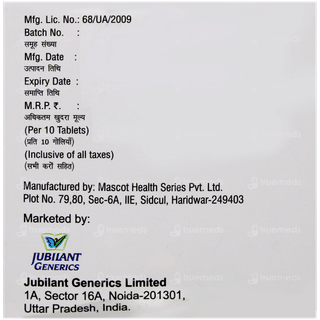 Mfg. Lic. No.: 68/UA/2009
Batch No. :
समूह संख्या
Mfg. Date :
उत्पादन तिथि
Expiry Date :
समाप्ति तिथि
M.R.P. ₹. :
अधिकतम खुदरा मूल्य
(Per 10 Tablets)
(प्रति 10 गोलियाँ)
(Inclusive of all taxes)
(सभी करों सहित)
Manufactured by: Mascot Health Series Pvt. Ltd.
Plot No. 79,80, Sec-6A, IIE, Sidcul, Haridwar-249403
Marketed by:
JUBILANT
GENERICS
Jubilant Generics Limited
1A, Sector 16A, Noida-201301,
Uttar Pradesh, India.